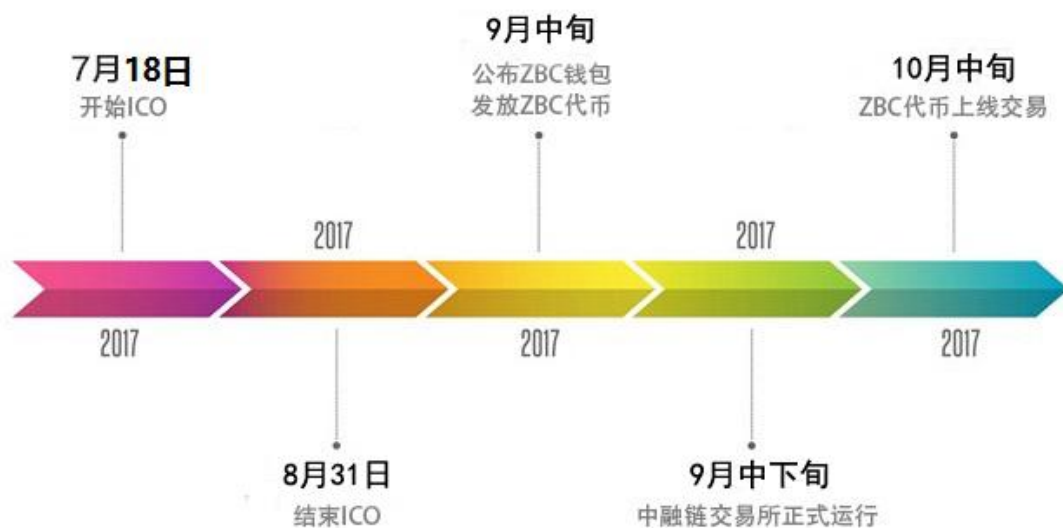 7月18日
开始ICO
9月中旬
公布ZBC钱包
发放ZBC代币
10月中旬
ZBC代币上线交易
2017
2017
2017
2017
2017
8月31日
结束ICO
9月中下旬
中融链交易所正式运行